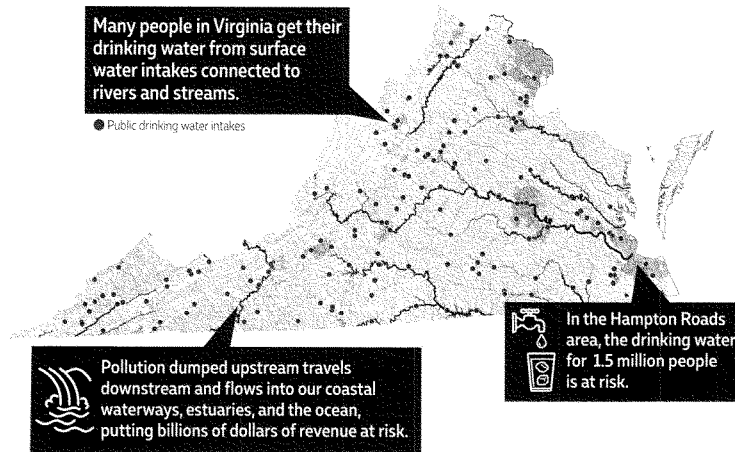 Many people in Virginia get their
drinking water from surface
water intakes connected to
rivers and streams.
Public drinking water intakes
In the Hampton Roads
area, the drinking water
for 1.5 million people
is at risk.
Pollution dumped upstream travels
downstream and flows into our coastal
waterways, estuaries, and the ocean,
putting billions of dollars of revenue at risk.